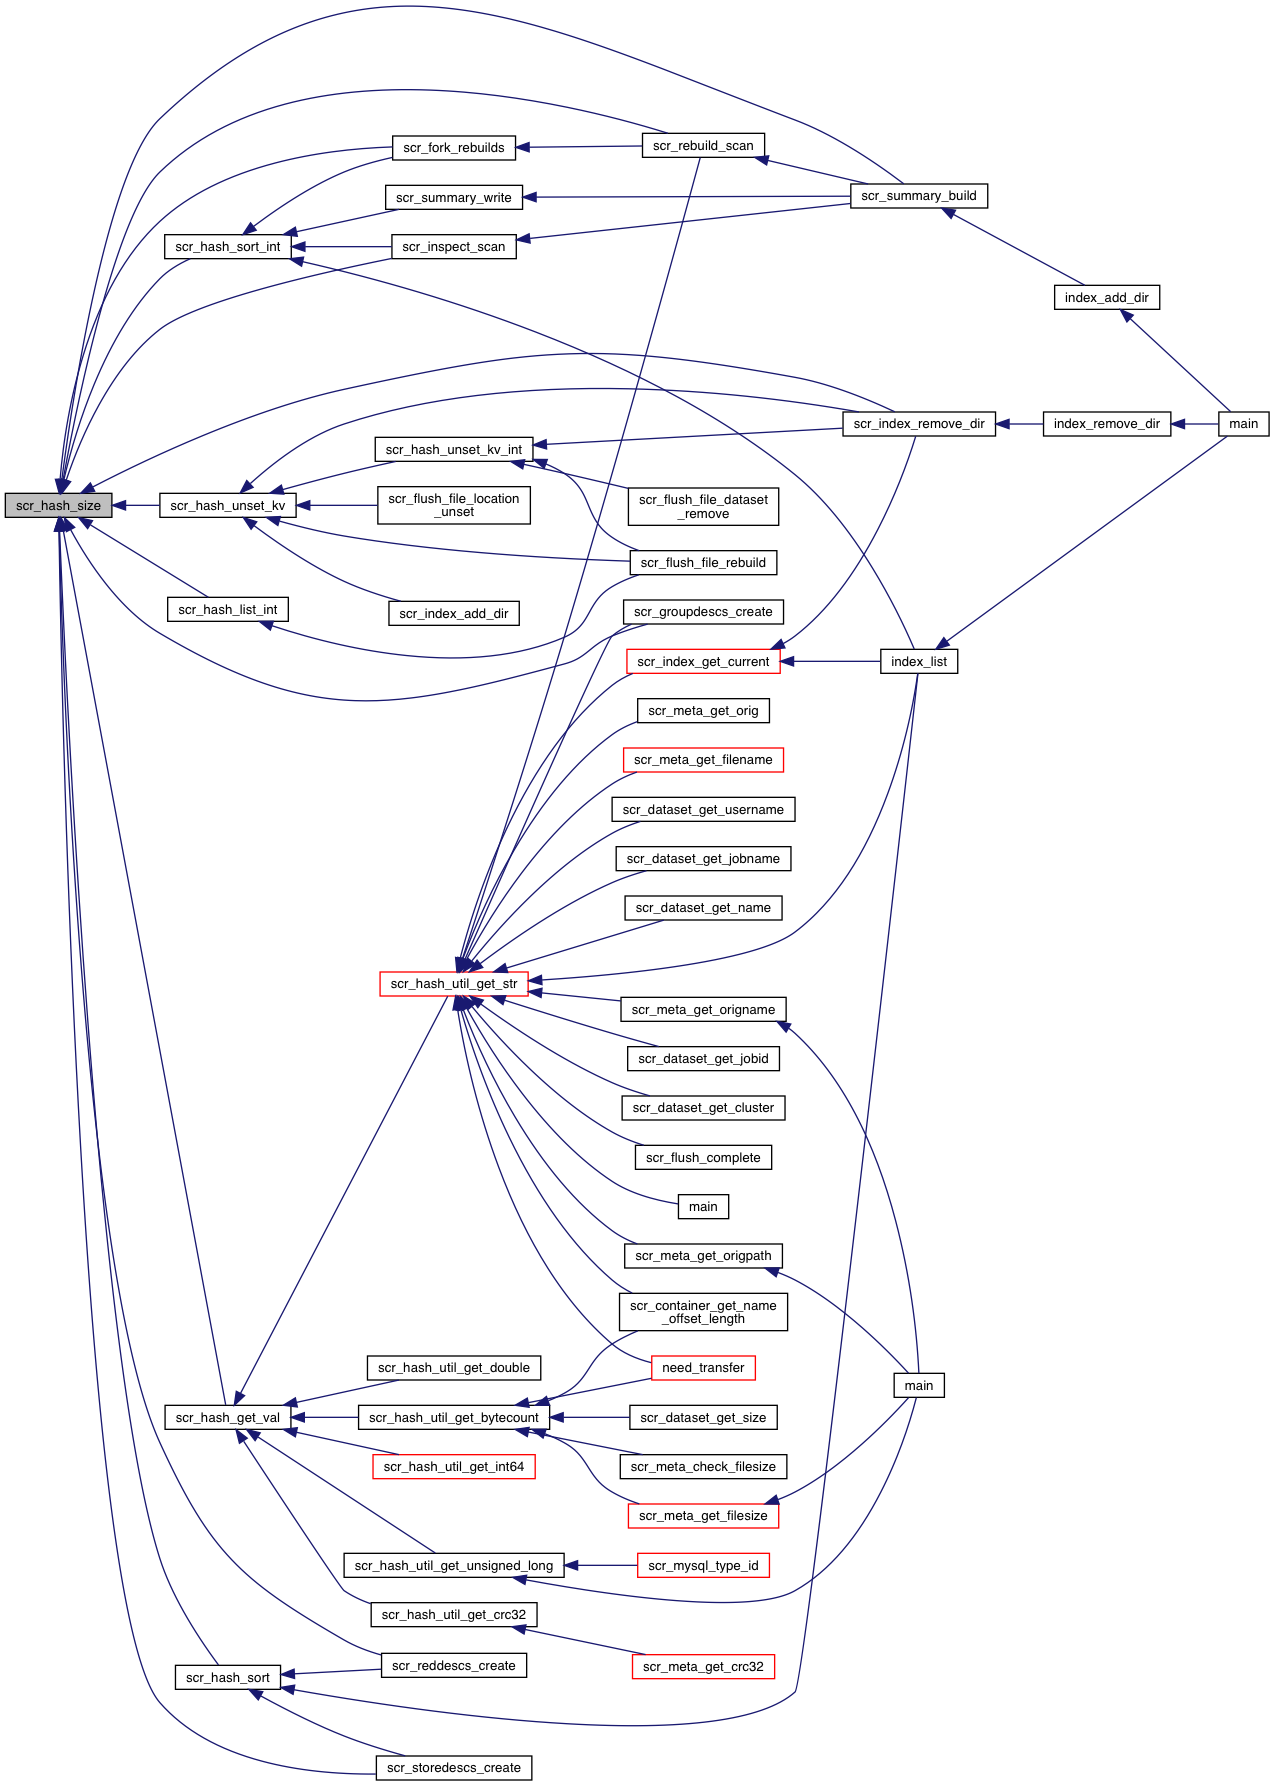 scr_fork_rebuilds
scr_rebuild_scan
scr_summary_write
scr_summary_build
scr_hash_sort_int
scr_inspect_scan
index_add_dir
scr_index_remove_dir
index_remove_dir
main
scr_hash_unset_kv_int
scr_hash_size
scr_hash_unset_kv
scr_flush_file_location
_unset
scr_flush_file_dataset
_remove
scr_flush_file_rebuild
scr_hash_list_int
scr_index_add_dir
scr_groupdescs_create
scr_index_get_current
index_list
scr_meta_get_orig
scr_meta_get_filename
scr_dataset_get_username
scr_dataset_get_jobname
scr_dataset_get_name
scr_hash_util_get_str
scr_meta_get_origname
scr_dataset_get_jobid
scr_dataset_get_cluster
scr_flush_complete
main
scr_meta_get_origpath
scr_container_get_name
_offset_length
scr_hash_util_get_double
need_transfer
main
scr_hash_get_val
scr_hash_util_get_bytecount
scr_dataset_get_size
scr_hash_util_get_int64
scr_meta_check_filesize
scr_meta_get_filesize
scr_hash_util_get_unsigned_long
scr_mysql_type_id
scr_hash_util_get_crc32
scr_hash_sort
scr_reddescs_create
scr_meta_get_crc32
scr_storedescs_create